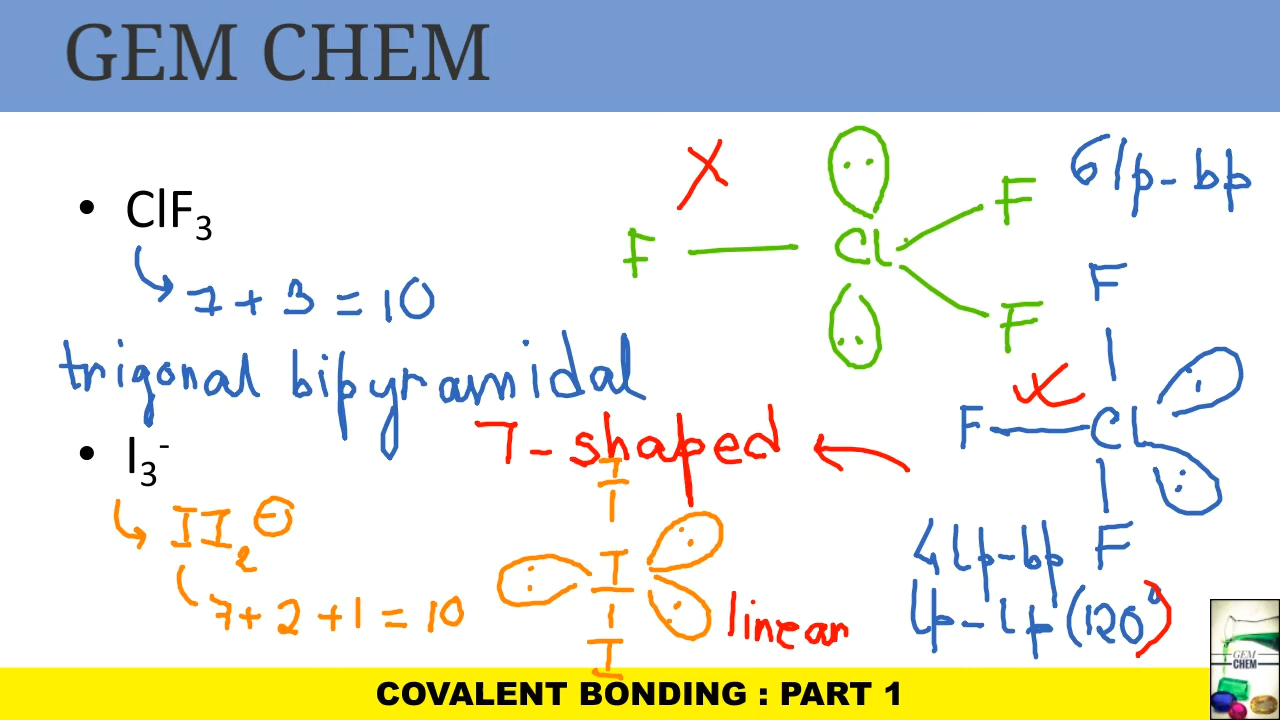 GEM CHEM
• ClF₃
7 + 3 = 10
trigonal bipyramidal
X
F Cl F
F
6 lp - bp
F
F Cl
F
T - shaped
4 lp - bp
lp - lp (120°)
• I₃⁻
I I₂ ⊖
7 + 2 + 1 = 10
I
I
I
linear
GEM
CHEM
COVALENT BONDING : PART 1